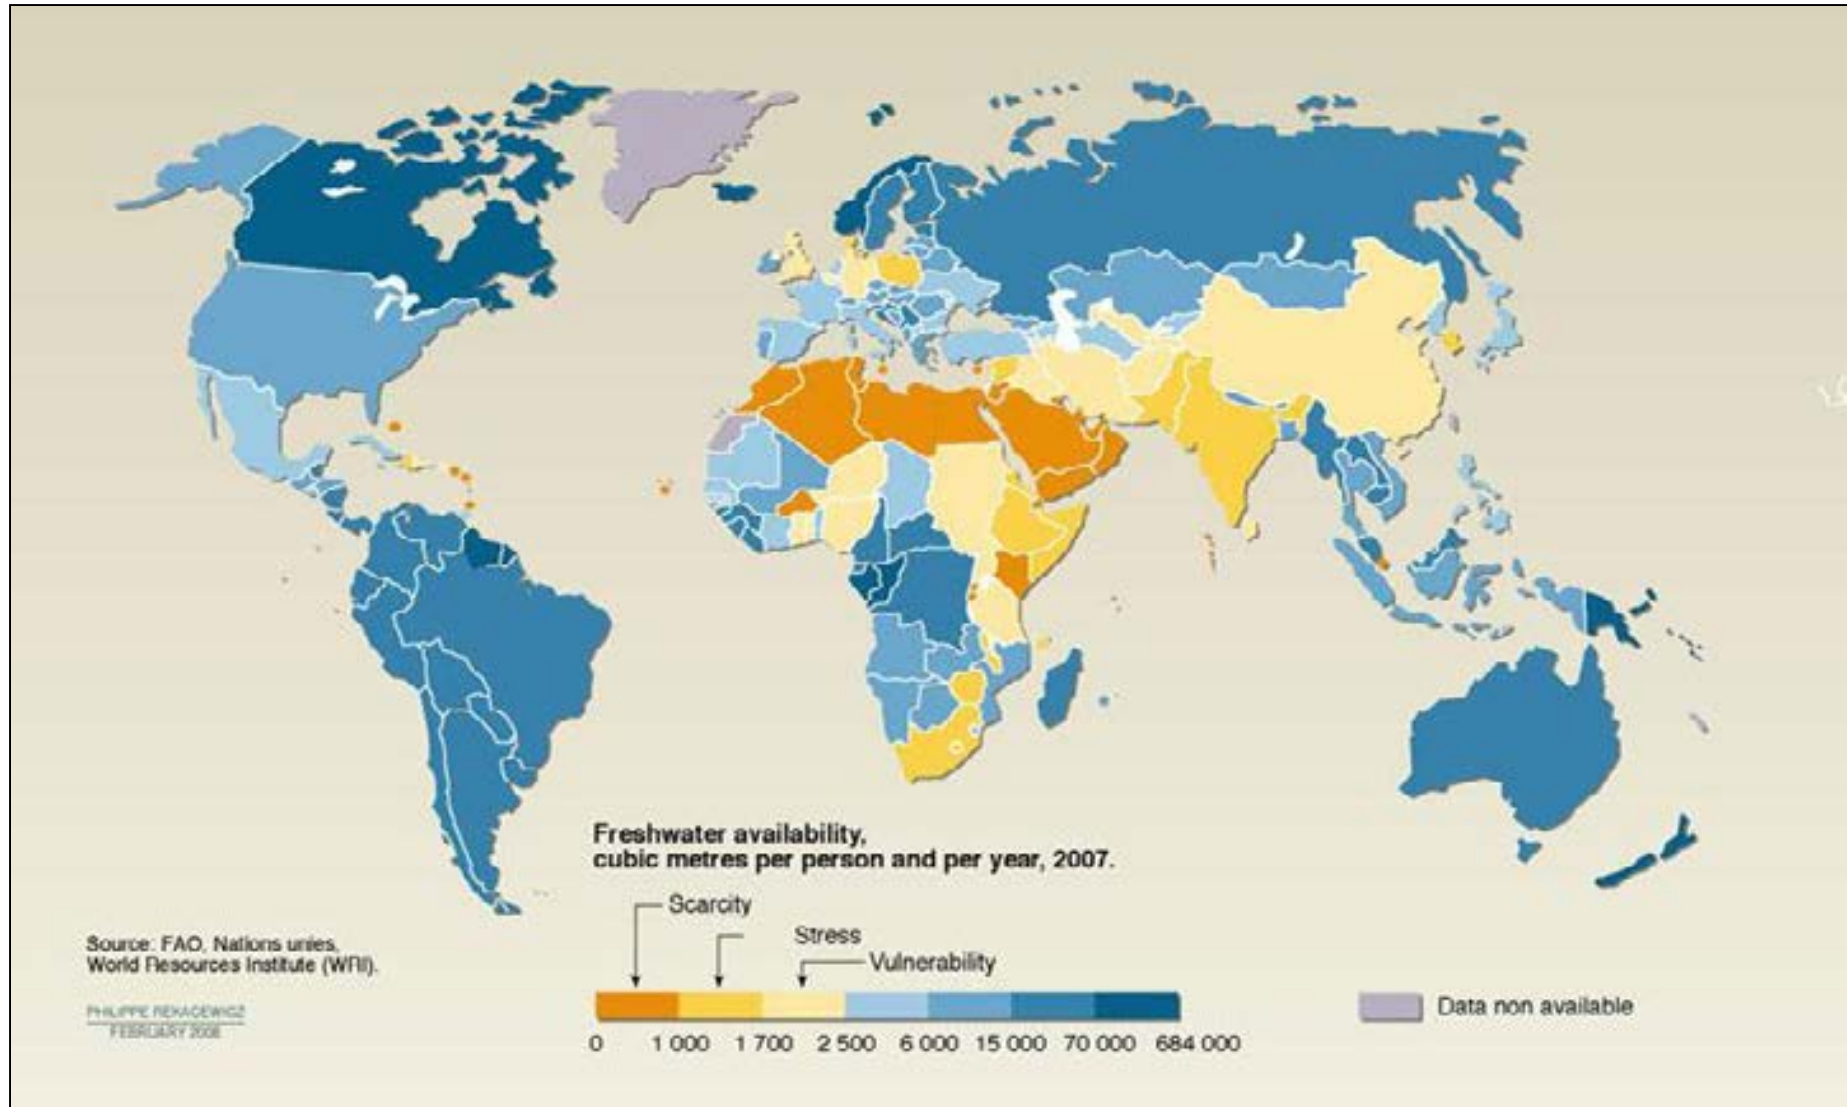 Freshwater availability,
cubic metres per person and per year, 2007.
Scarcity
Stress
Vulnerability
0 1 000 1 700 2 500 6 000 15 000 70 000 684 000
Data non available
Source: FAO, Nations unies,
World Resources Institute (WRI).
PHILIPPE REKACEWICZ
FEBRUARY 2008